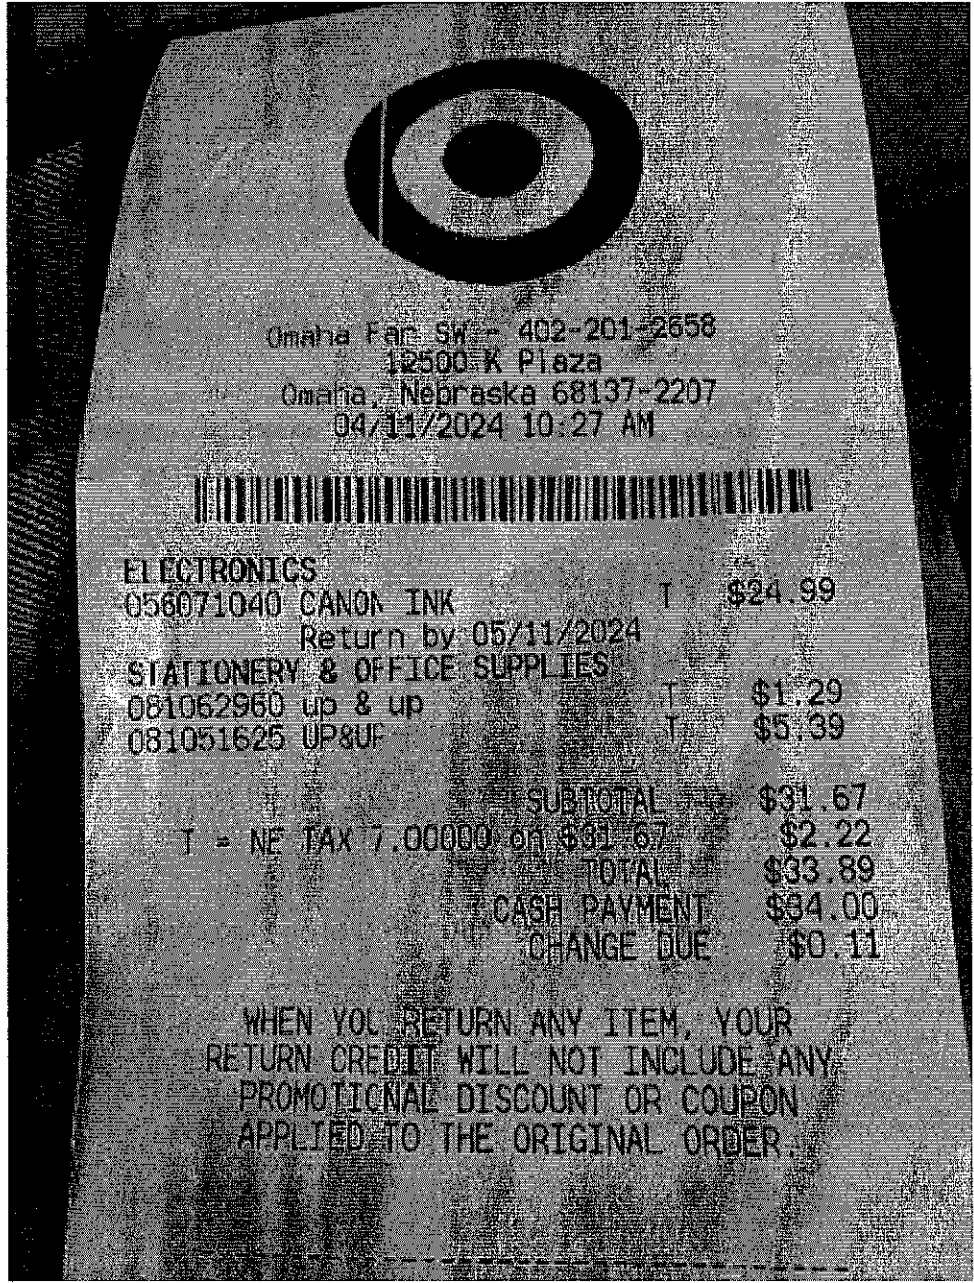 Omaha Far SW - 402-201-2658
12500 K Plaza
Omaha, Nebraska 68137-2207
04/11/2024 10:27 AM
ELECTRONICS
056071040 CANON INK T $24.99
Return by 05/11/2024
STATIONERY & OFFICE SUPPLIES
081062960 up & up T $1.29
081051625 UP&UP T $5.39
SUBTOTAL $31.67
T = NE TAX 7.00000 on $31.67 $2.22
TOTAL $33.89
CASH PAYMENT $34.00
CHANGE DUE $0.11
WHEN YOU RETURN ANY ITEM, YOUR
RETURN CREDIT WILL NOT INCLUDE ANY
PROMOTIONAL DISCOUNT OR COUPON
APPLIED TO THE ORIGINAL ORDER.